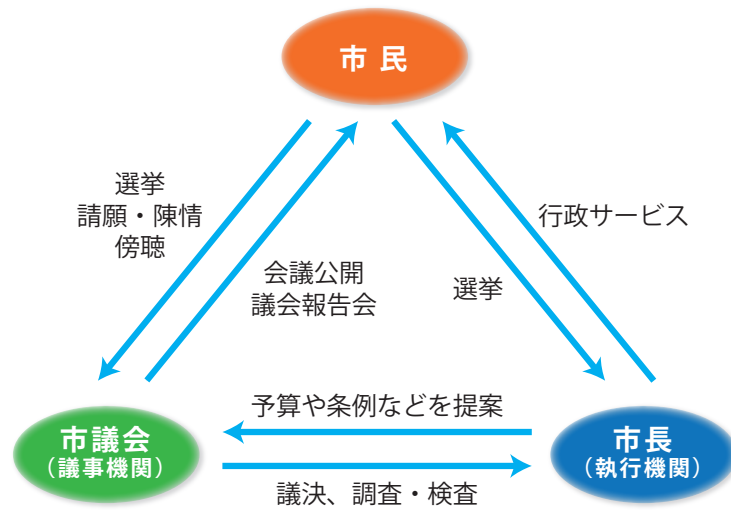 市民
選挙
請願・陳情
傍聴
会議公開
議会報告会
選挙
行政サービス
予算や条例などを提案
市議会
（議事機関）
市長
（執行機関）
議決、調査・検査